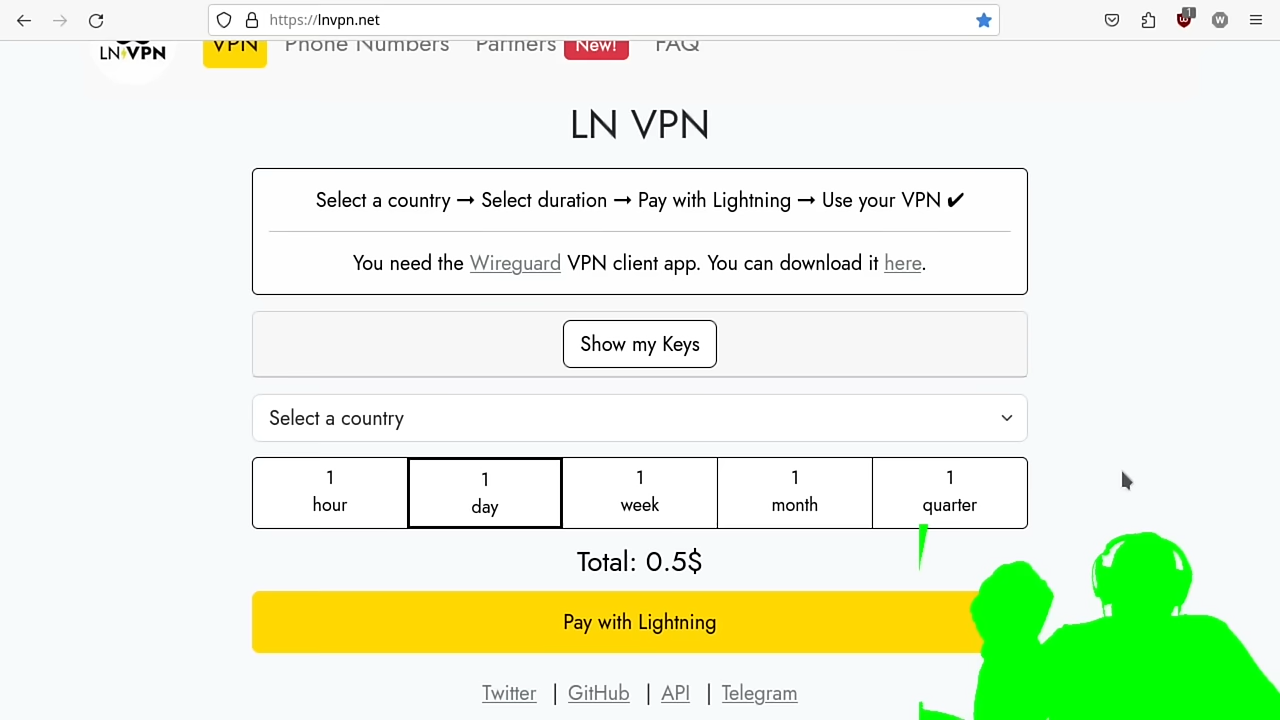 https://lnvpn.net
1
W
LN⚡VPN
VPN Phone Numbers Partners New! FAQ
LN VPN
Select a country ➞ Select duration ➞ Pay with Lightning ➞ Use your VPN ✔
You need the Wireguard VPN client app. You can download it here.
Show my Keys
Select a country
1 hour
1 day
1 week
1 month
1 quarter
Total: 0.5$
Pay with Lightning
Twitter | GitHub | API | Telegram